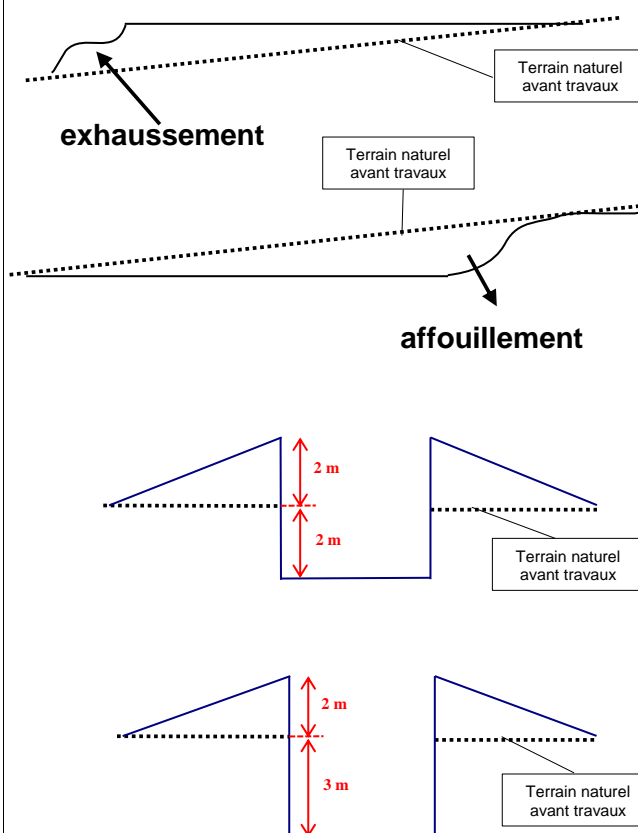 Terrain naturel
avant travaux
exhaussement
Terrain naturel
avant travaux
affouillement
2 m
2 m
Terrain naturel
avant travaux
2 m
3 m
Terrain naturel
avant travaux